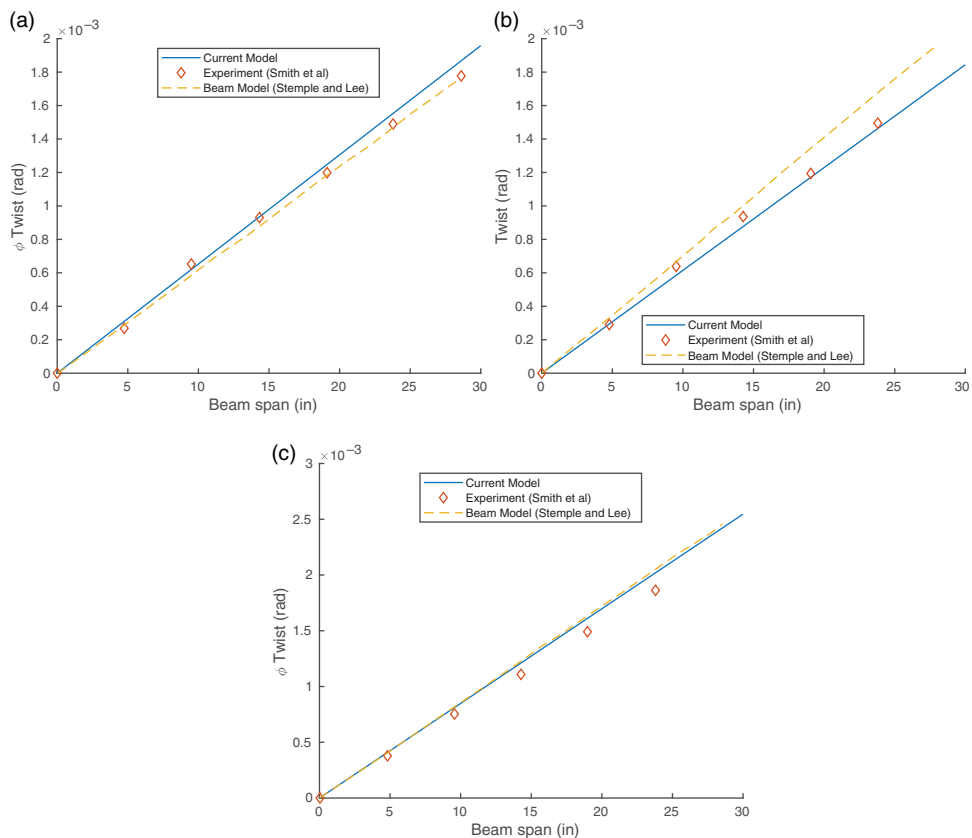 (a)
×10−3
2
1.8
1.6
1.4
1.2
1
0.8
0.6
0.4
0.2
0
ϕ Twist (rad)
Current Model
Experiment (Smith et al)
Beam Model (Stemple and Lee)
0 5 10 15 20 25 30
Beam span (in)
(b)
×10−3
2
1.8
1.6
1.4
1.2
1
0.8
0.6
0.4
0.2
0
Twist (rad)
Current Model
Experiment (Smith et al)
Beam Model (Stemple and Lee)
0 5 10 15 20 25 30
Beam span (in)
(c)
×10−3
3
2.5
2
1.5
1
0.5
0
ϕ Twist (rad)
Current Model
Experiment (Smith et al)
Beam Model (Stemple and Lee)
0 5 10 15 20 25 30
Beam span (in)